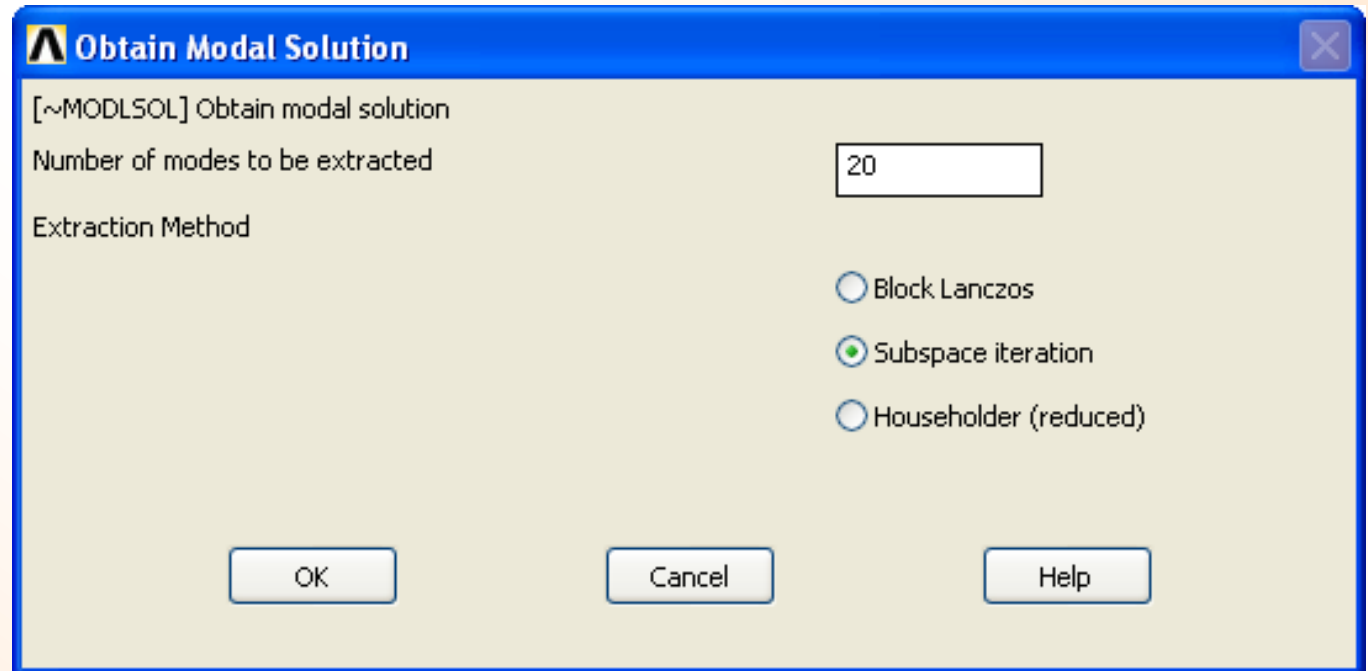 Obtain Modal Solution
[~MODLSOL] Obtain modal solution
Number of modes to be extracted
20
Extraction Method
Block Lanczos
Subspace iteration
Householder (reduced)
OK
Cancel
Help